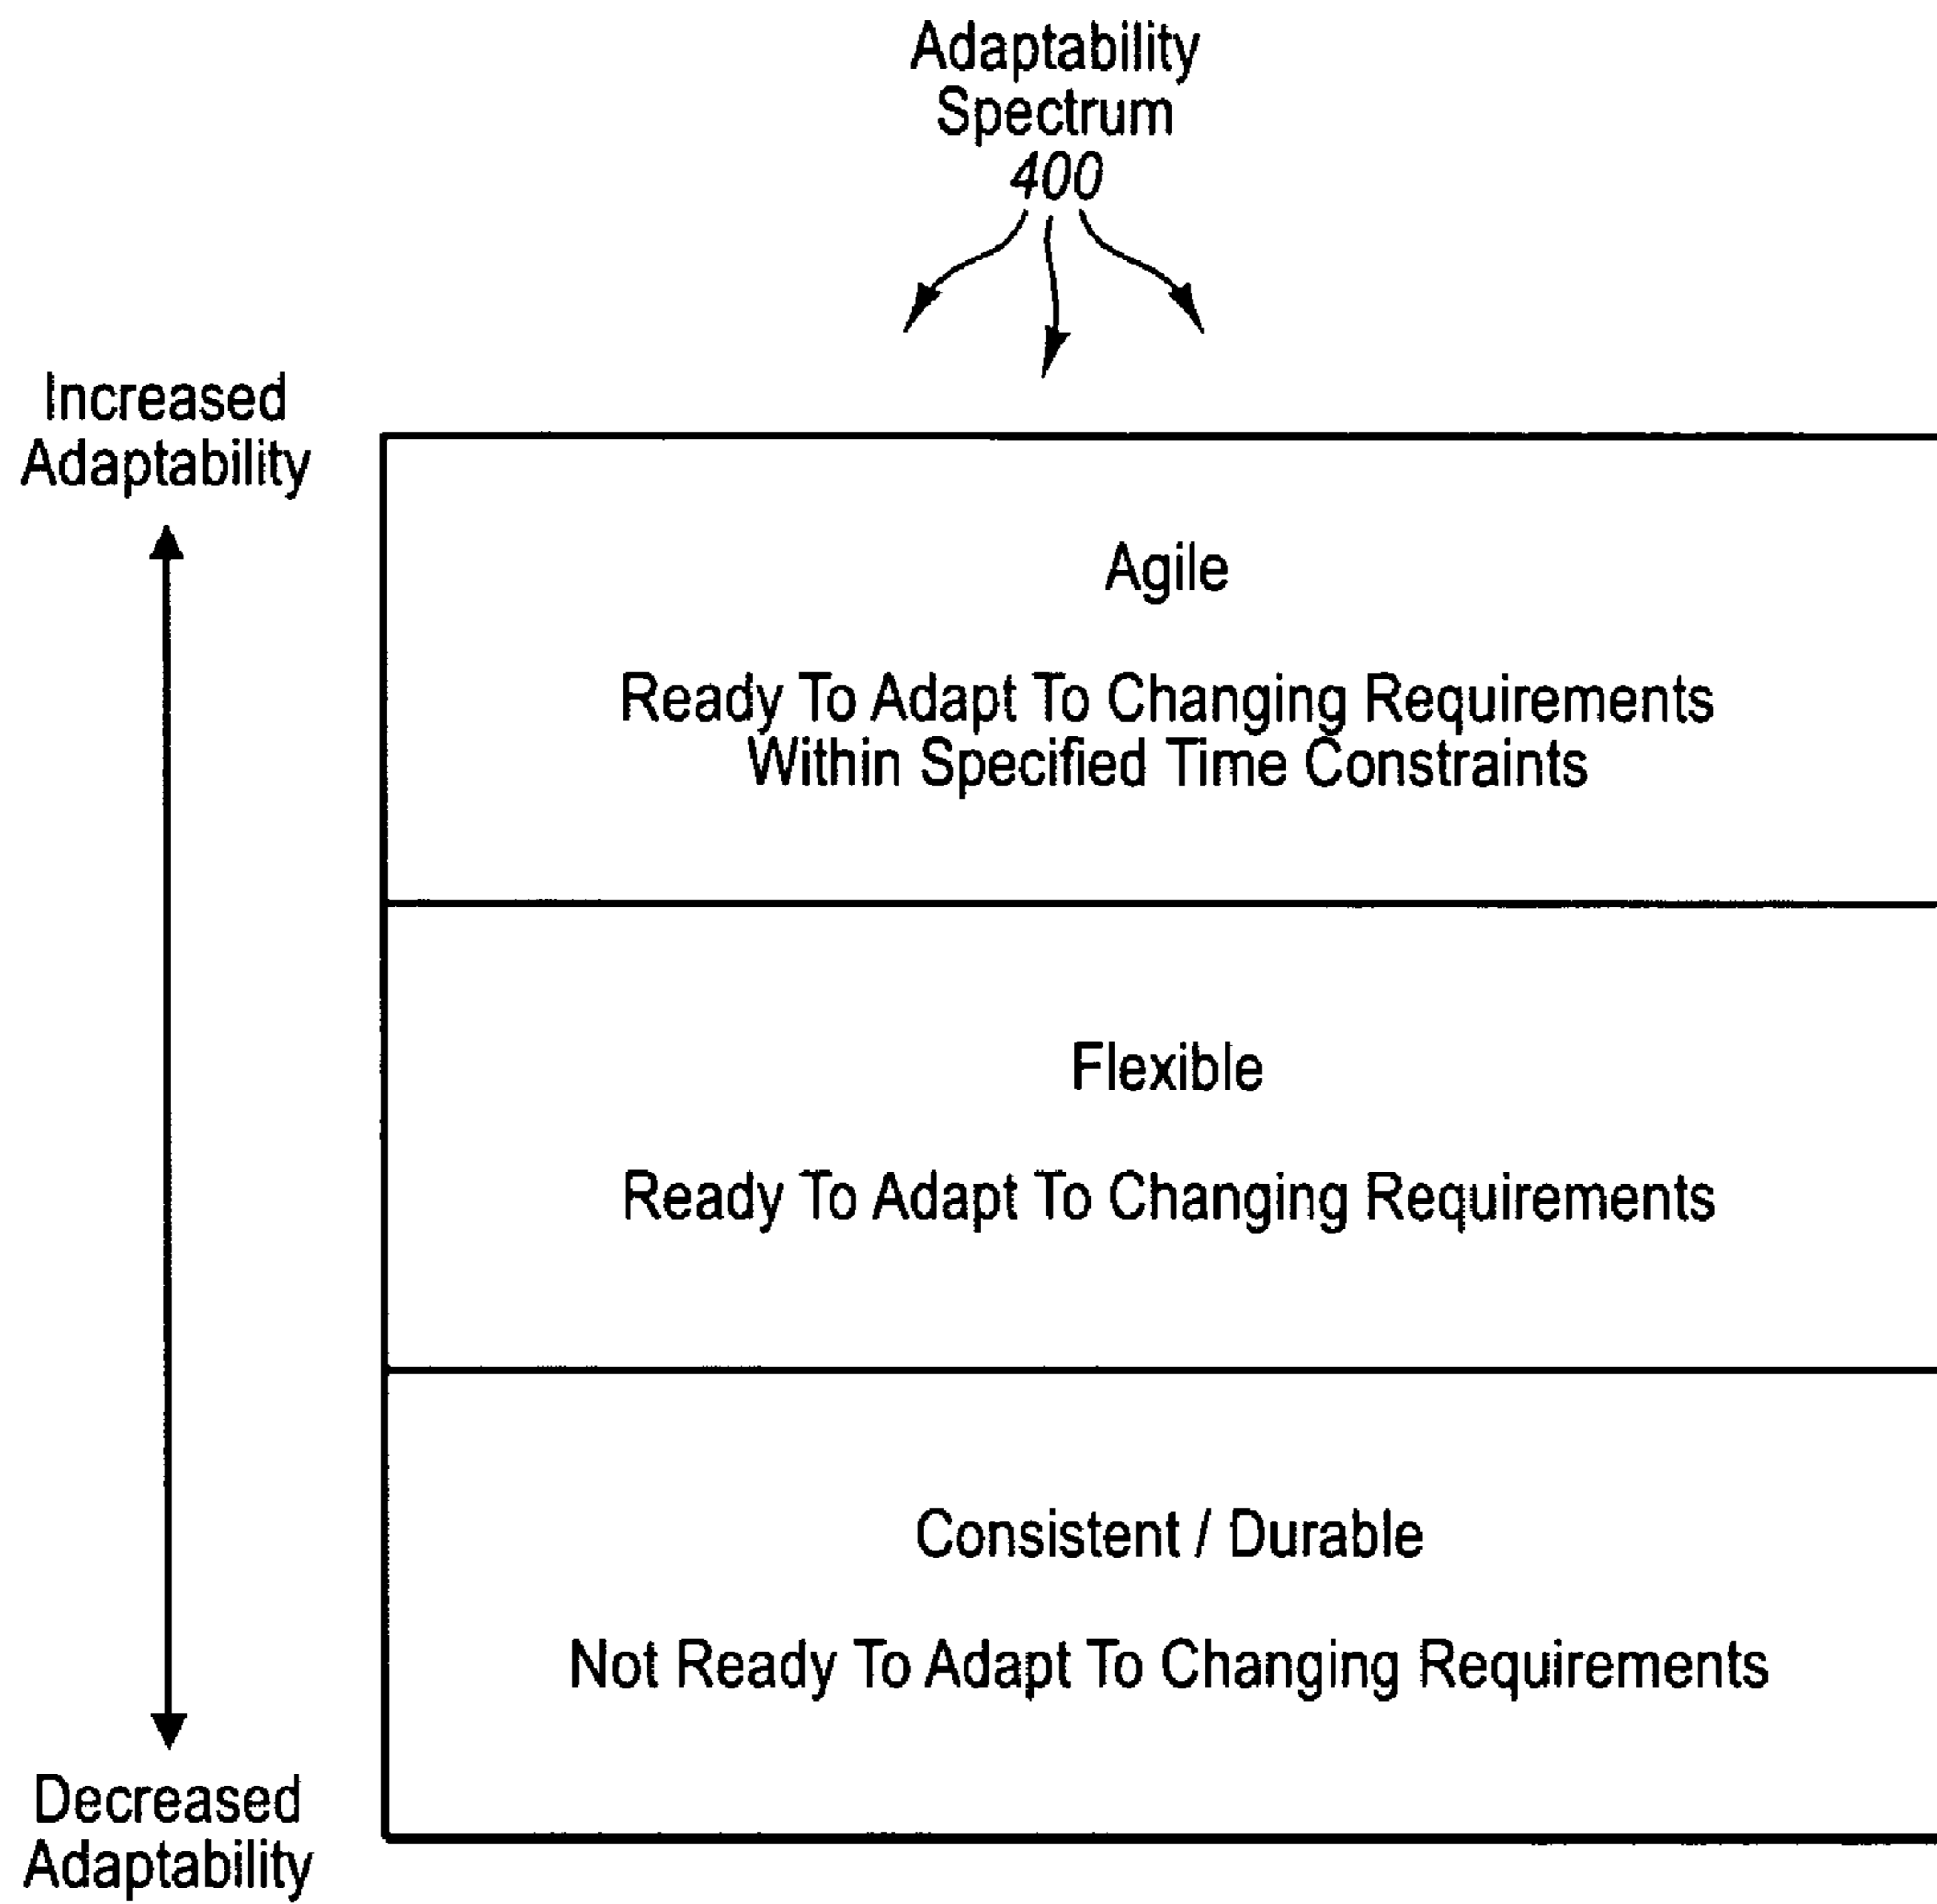 Adaptability
Spectrum
400
Increased
Adaptability
Agile
Ready To Adapt To Changing Requirements
Within Specified Time Constraints
Flexible
Ready To Adapt To Changing Requirements
Consistent / Durable
Not Ready To Adapt To Changing Requirements
Decreased
Adaptability